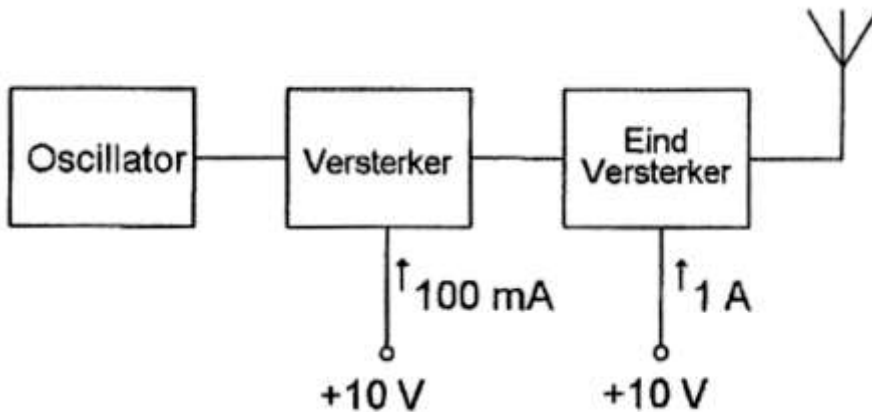 Oscillator
Versterker
Eind
Versterker
↑100 mA
↑1 A
+10 V
+10 V